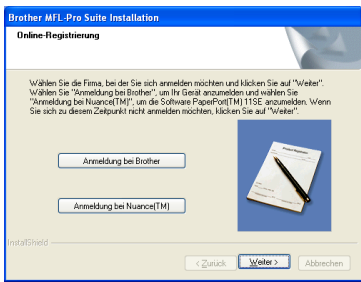 Brother MFL-Pro Suite Installation
Online-Registrierung
Wählen Sie die Firma, bei der Sie sich anmelden möchten und klicken Sie auf "Weiter".
Wählen Sie "Anmeldung bei Brother", um Ihr Gerät anzumelden und wählen Sie
"Anmeldung bei Nuance(TM)", um die Software PaperPort(TM) 11SE anzumelden. Wenn
Sie sich zu diesem Zeitpunkt nicht anmelden möchten, klicken Sie auf "Weiter".
Anmeldung bei Brother
Product Registration
Anmeldung bei Nuance(TM)
InstallShield
< Zurück
Weiter >
Abbrechen